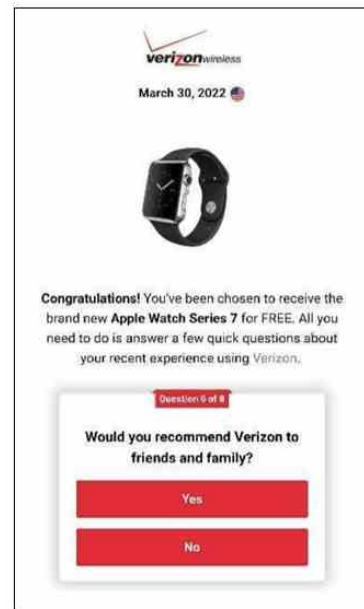 verizonwireless
March 30, 2022
Congratulations! You've been chosen to receive the
brand new Apple Watch Series 7 for FREE. All you
need to do is answer a few quick questions about
your recent experience using Verizon.
Question 6 of 8
Would you recommend Verizon to
friends and family?
Yes
No